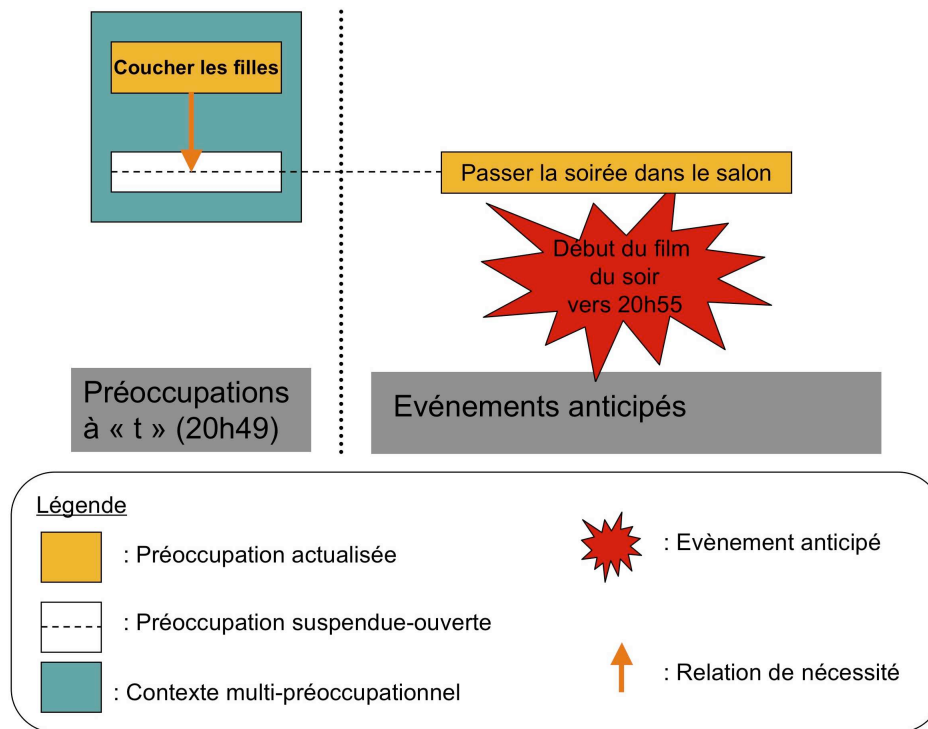 Coucher les filles
Passer la soirée dans le salon
Début du film
du soir
vers 20h55
Préoccupations
à « t » (20h49)
Evénements anticipés
Légende
: Préoccupation actualisée
: Evènement anticipé
: Préoccupation suspendue-ouverte
: Relation de nécessité
: Contexte multi-préoccupationnel